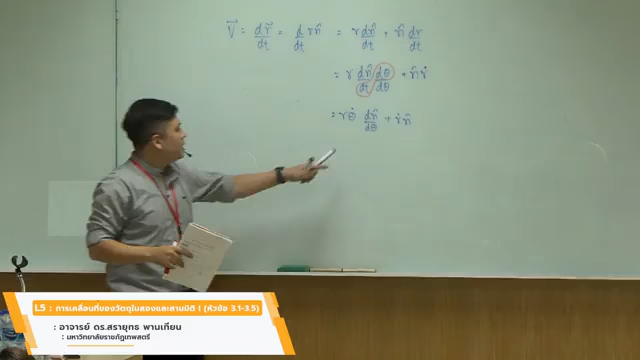 V⃗ = dr⃗/dt = d/dt r n̂ = r dn̂/dt + n̂ dr/dt
= r dn̂/dt dθ/dθ + n̂ ṙ
= r θ̇ dn̂/dθ + ṙ n̂
L5 : การเคลื่อนที่ของวัตถุในสองและสามมิติ I (หัวข้อ 3.1-3.5)
: อาจารย์ ดร.สรายุทธ พานเทียน
: มหาวิทยาลัยราชภัฏเทพสตรี